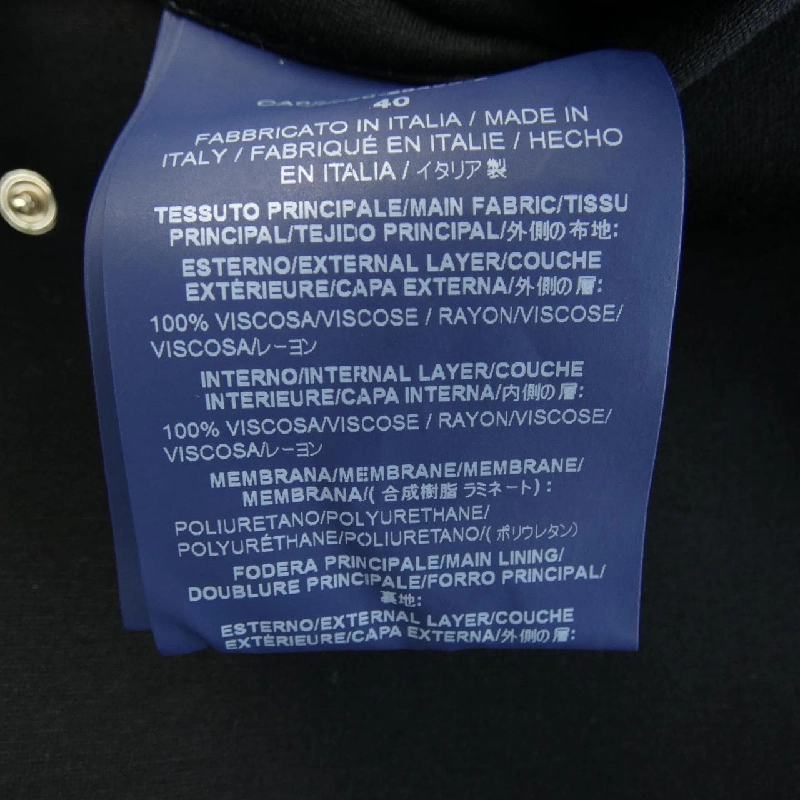 40
FABBRICATO IN ITALIA / MADE IN
ITALY / FABRIQUÉ EN ITALIE / HECHO
EN ITALIA / イタリア製
TESSUTO PRINCIPALE/MAIN FABRIC/TISSU
PRINCIPAL/TEJIDO PRINCIPAL/外側の布地:
ESTERNO/EXTERNAL LAYER/COUCHE
EXTÉRIEURE/CAPA EXTERNA/外側の層:
100% VISCOSA/VISCOSE / RAYON/VISCOSE/
VISCOSA/レーヨン
INTERNO/INTERNAL LAYER/COUCHE
INTERIEURE/CAPA INTERNA/内側の層:
100% VISCOSA/VISCOSE / RAYON/VISCOSE/
VISCOSA/レーヨン
MEMBRANA/MEMBRANE/MEMBRANE/
MEMBRANA/( 合成樹脂 ラミネート) :
POLIURETANO/POLYURETHANE/
POLYURÉTHANE/POLIURETANO/( ポリウレタン)
FODERA PRINCIPALE/MAIN LINING/
DOUBLURE PRINCIPALE/FORRO PRINCIPAL/
裏地:
ESTERNO/EXTERNAL LAYER/COUCHE
EXTÉRIEURE/CAPA EXTERNA/外側の層: